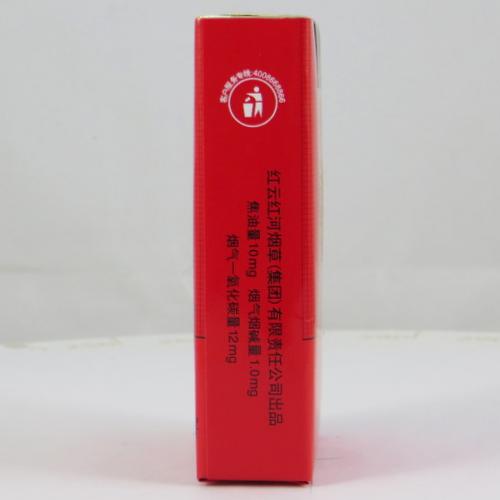 客户服务专线:4008668866
红云红河烟草(集团)有限责任公司出品
焦油量10mg 烟气烟碱量1.0mg
烟气一氧化碳量12mg